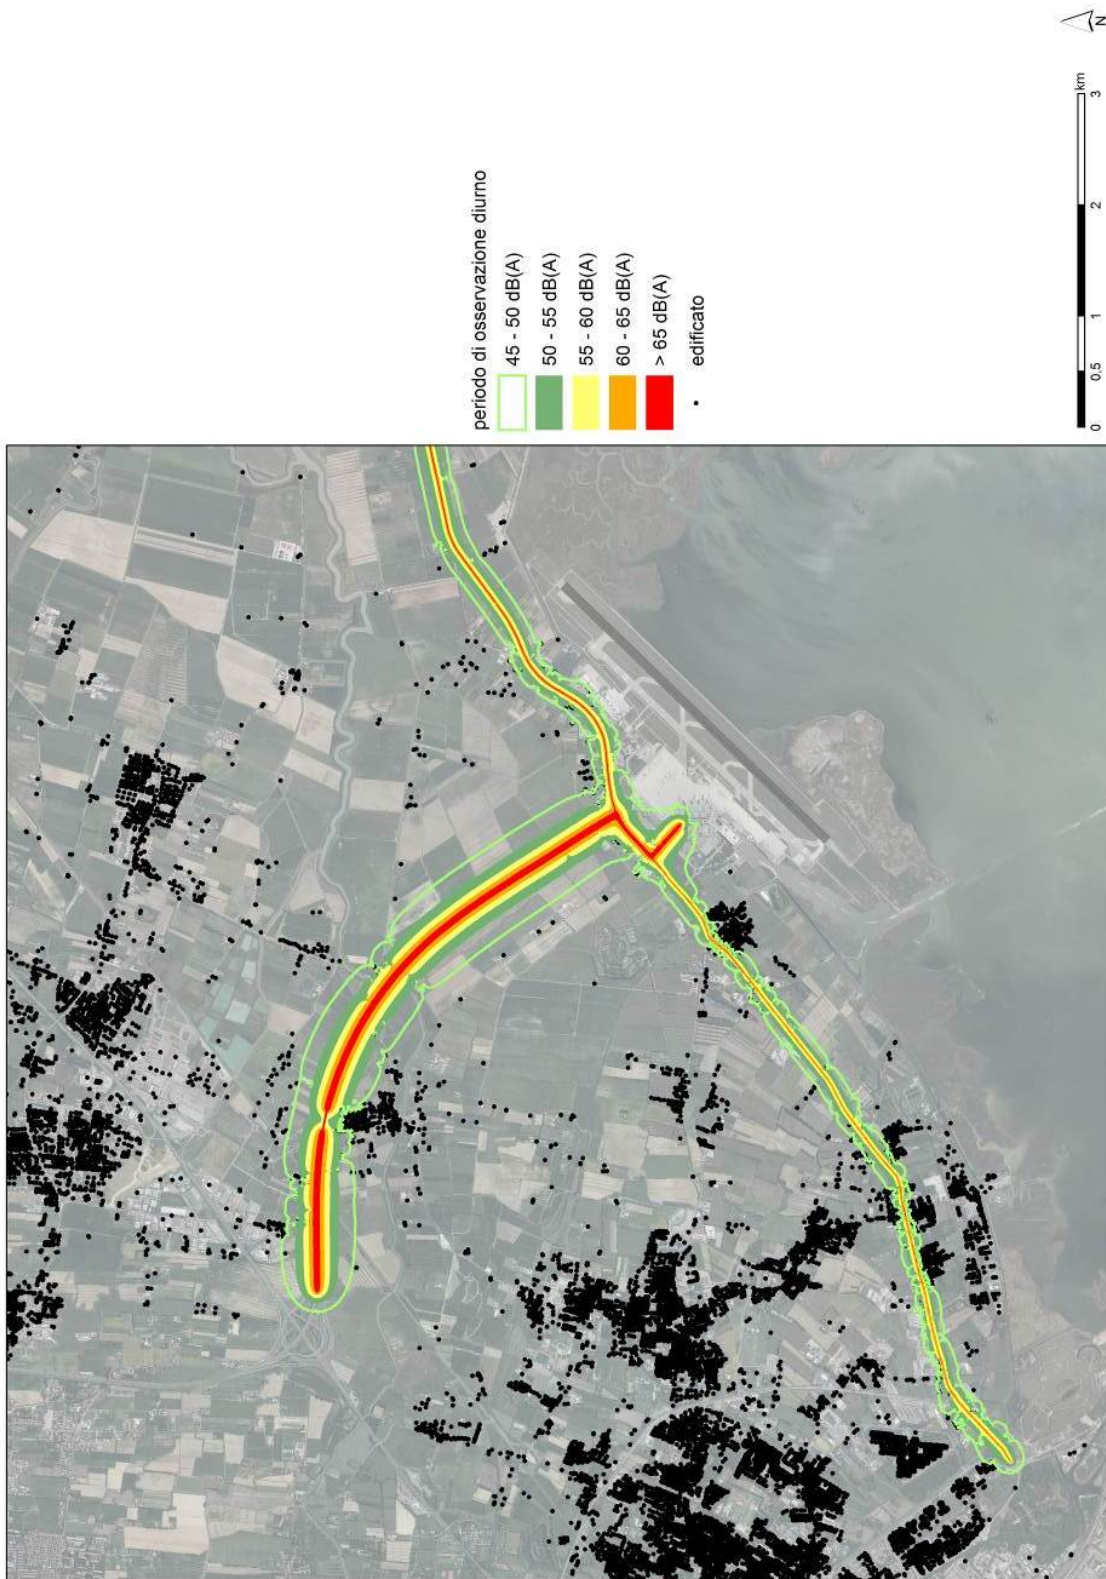 periodo di osservazione diurno
45 - 50 dB(A)
50 - 55 dB(A)
55 - 60 dB(A)
60 - 65 dB(A)
> 65 dB(A)
edificato
0 0.5 1 2 3
km
N